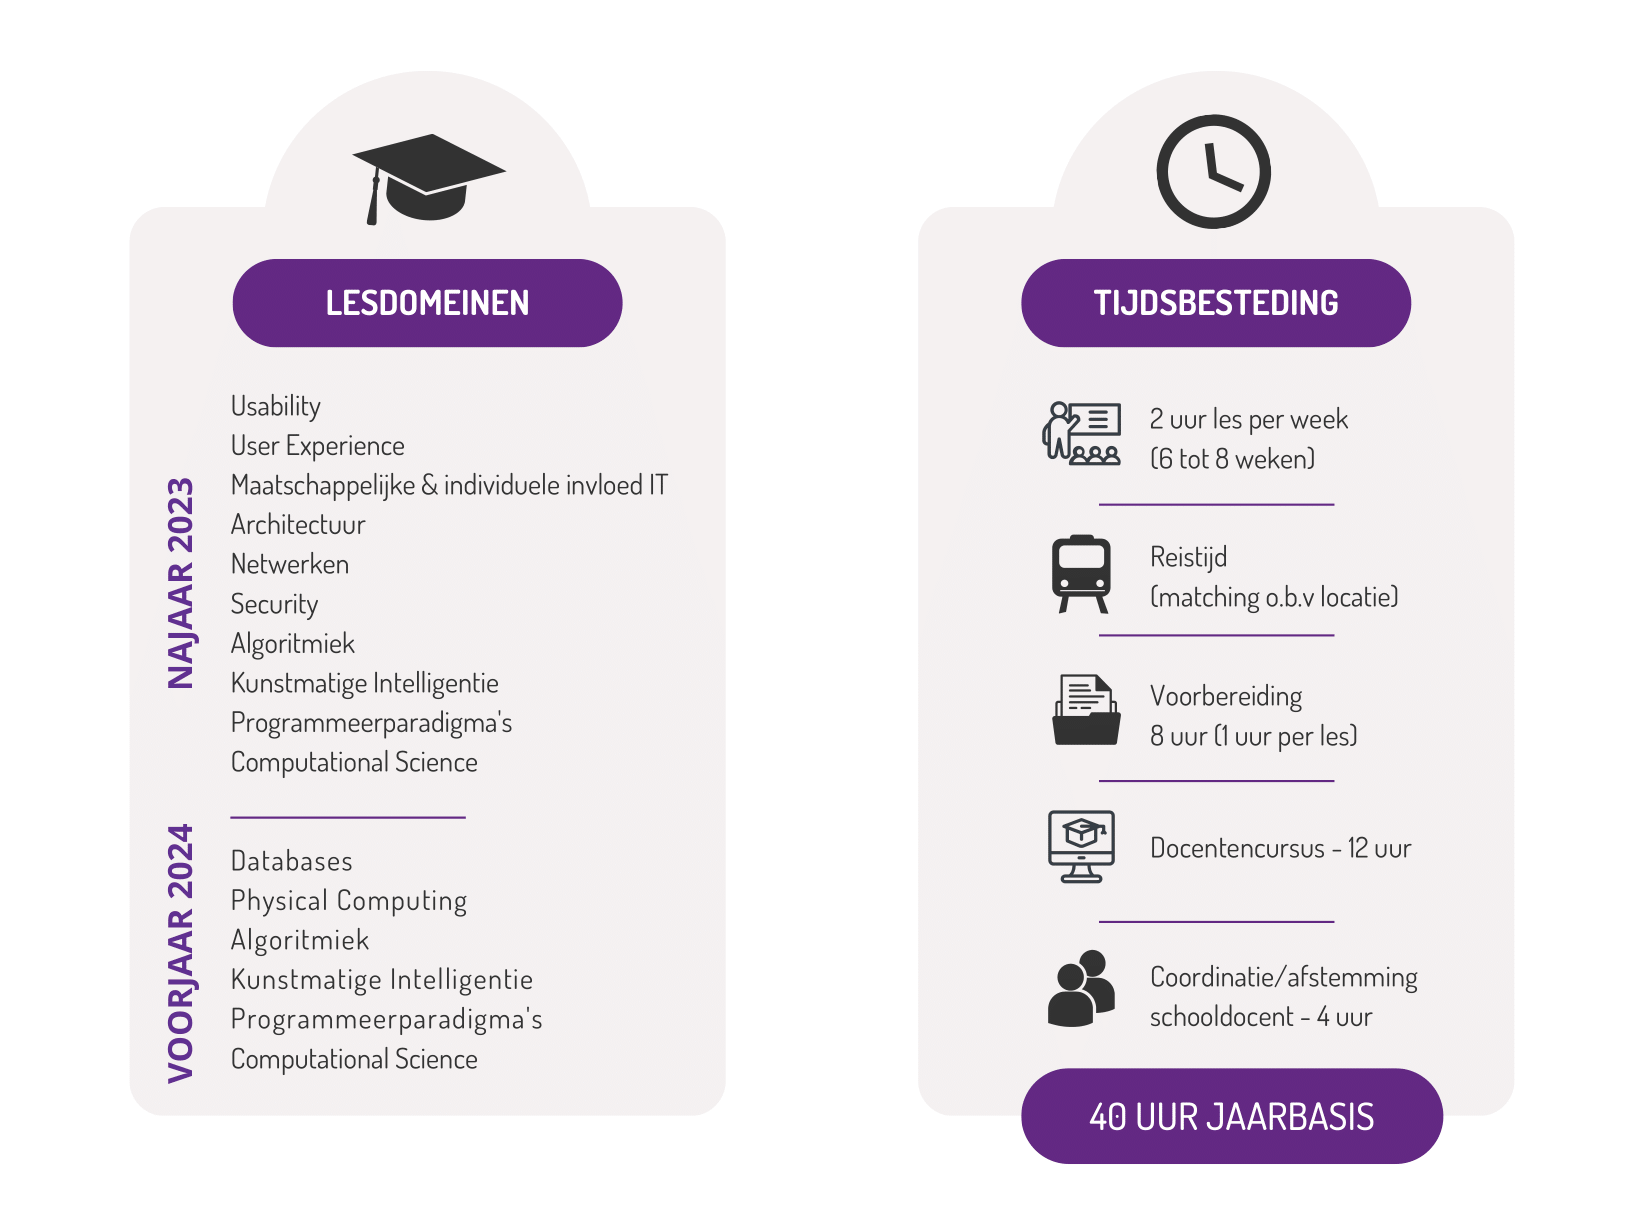 LESDOMEINEN
NAJAAR 2023
Usability
User Experience
Maatschappelijke & individuele invloed IT
Architectuur
Netwerken
Security
Algoritmiek
Kunstmatige Intelligentie
Programmeerparadigma's
Computational Science
VOORJAAR 2024
Databases
Physical Computing
Algoritmiek
Kunstmatige Intelligentie
Programmeerparadigma's
Computational Science
TIJDSBESTEDING
2 uur les per week
(6 tot 8 weken)
Reistijd
(matching o.b.v locatie)
Voorbereiding
8 uur (1 uur per les)
Docentencursus - 12 uur
Coordinatie/afstemming
schooldocent - 4 uur
40 UUR JAARBASIS